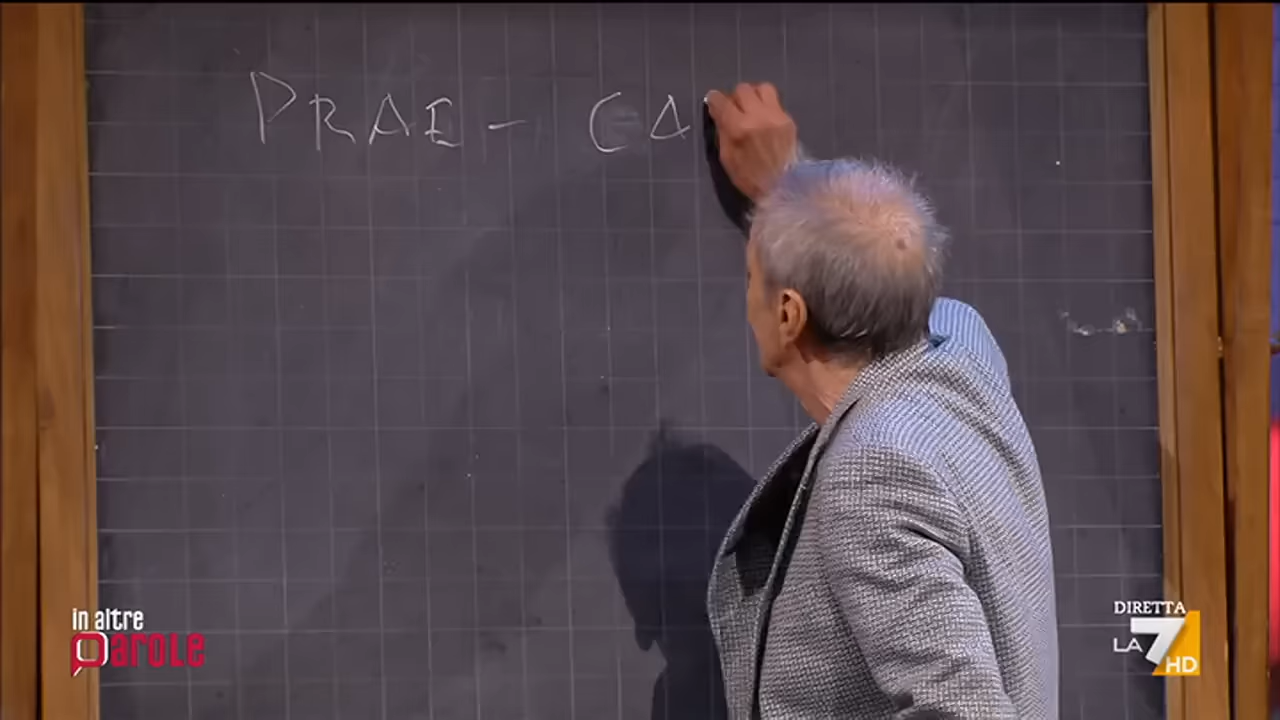 PRAE- CA
in altre
parole
DIRETTA
LA7
HD